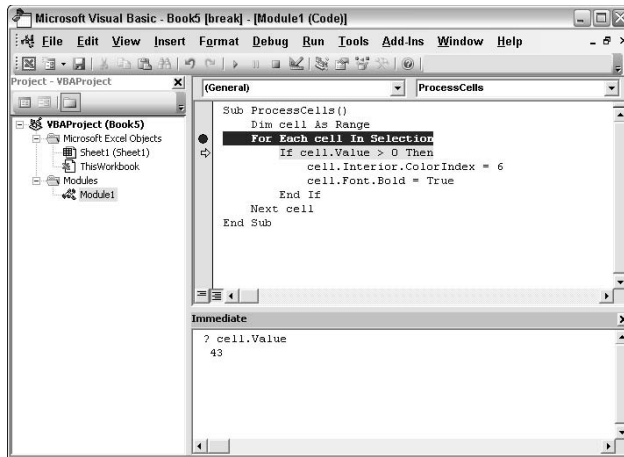 Microsoft Visual Basic - Book5 [break] - [Module1 (Code)]
File Edit View Insert Format Debug Run Tools Add-Ins Window Help
Project - VBAProject
VBAProject (Book5)
Microsoft Excel Objects
Sheet1 (Sheet1)
ThisWorkbook
Modules
Module1
(General) ProcessCells
Sub ProcessCells()
Dim cell As Range
For Each cell In Selection
If cell.Value > 0 Then
cell.Interior.ColorIndex = 6
cell.Font.Bold = True
End If
Next cell
End Sub
Immediate
? cell.Value
43